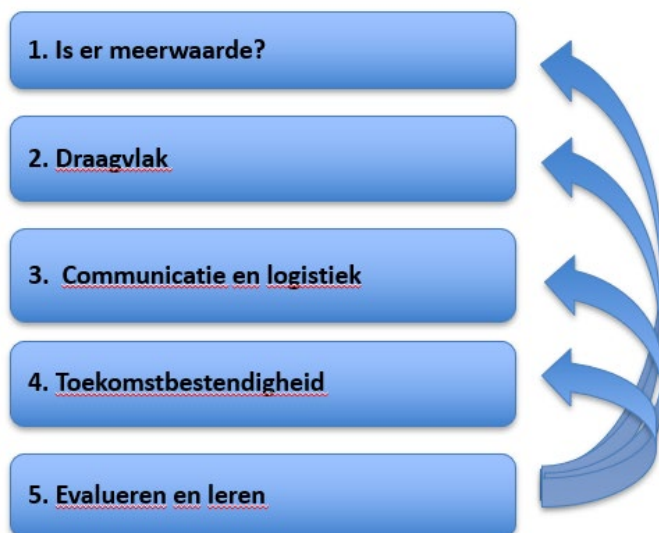 1. Is er meerwaarde?
2. Draagvlak
3. Communicatie en logistiek
4. Toekomstbestendigheid
5. Evalueren en leren